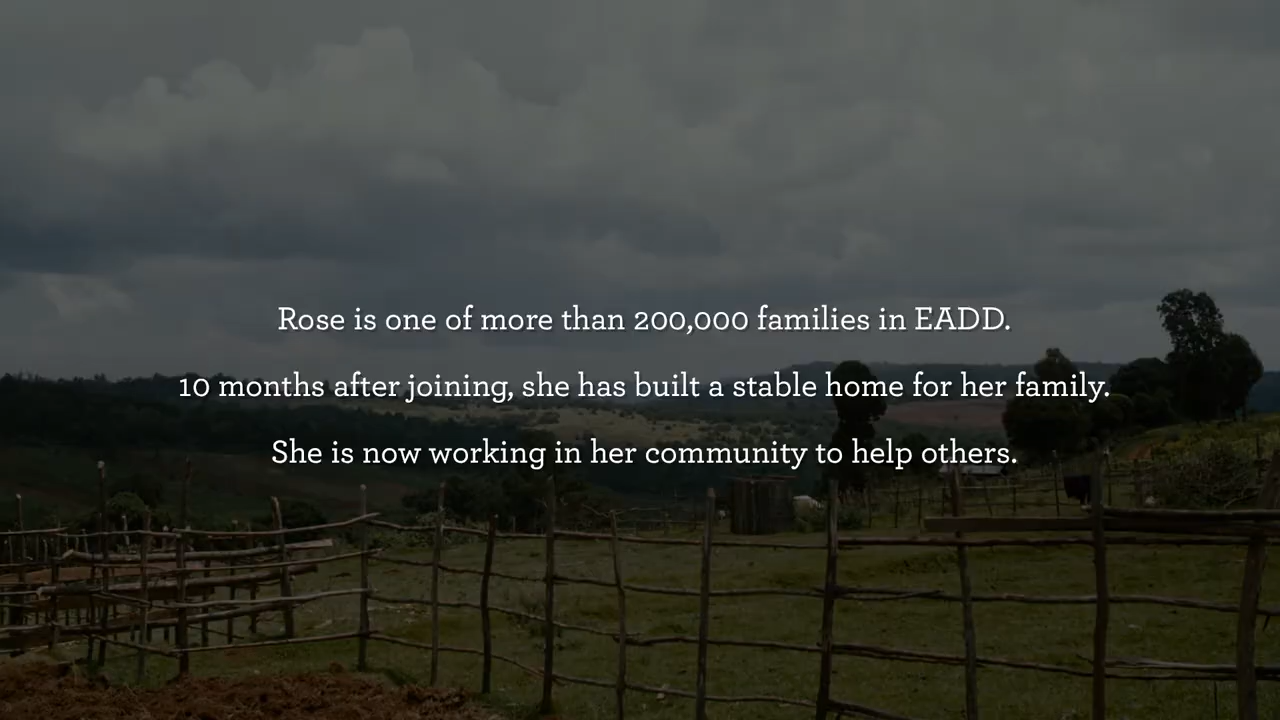 Rose is one of more than 200,000 families in EADD.
10 months after joining, she has built a stable home for her family.
She is now working in her community to help others.